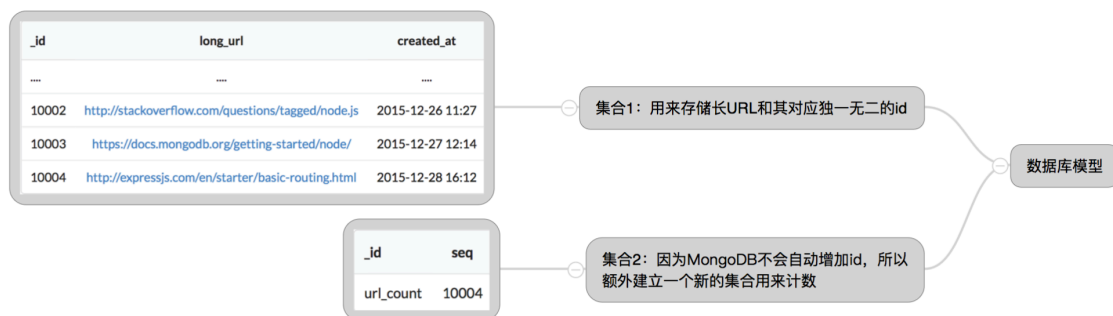 _id long_url created_at
.... .... ....
10002 http://stackoverflow.com/questions/tagged/node.js 2015-12-26 11:27
10003 https://docs.mongodb.org/getting-started/node/ 2015-12-27 12:14
10004 http://expressjs.com/en/starter/basic-routing.html 2015-12-28 16:12
集合1：用来存储长URL和其对应独一无二的id
数据库模型
_id seq
url_count 10004
集合2：因为MongoDB不会自动增加id，所以
额外建立一个新的集合用来计数